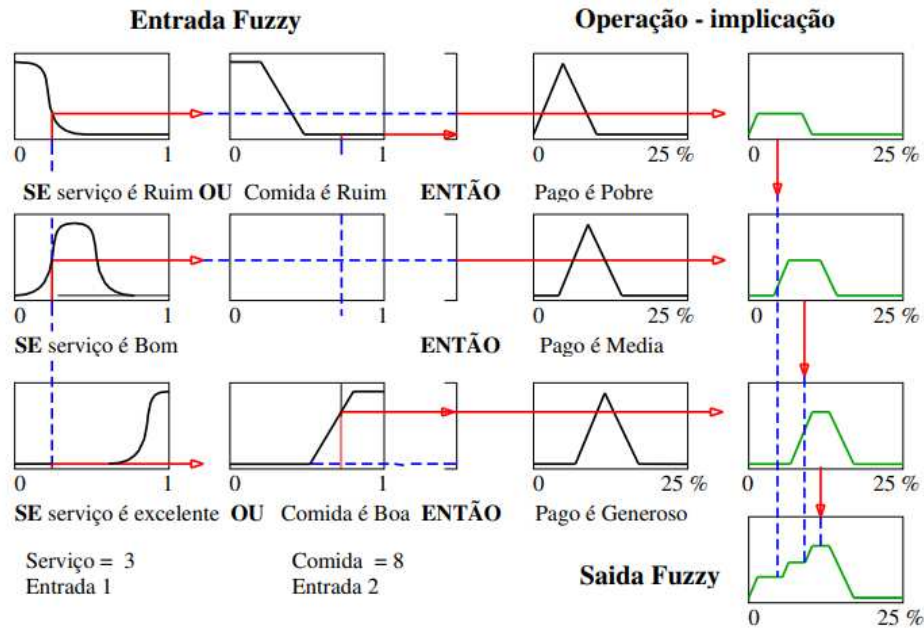 Entrada Fuzzy Operação - implicação
0 1 0 1 0 25 % 0 25 %
SE serviço é Ruim OU Comida é Ruim ENTÃO Pago é Pobre
0 1 0 1 0 25 % 0 25 %
SE serviço é Bom ENTÃO Pago é Media
0 1 0 1 0 25 % 0 25 %
SE serviço é excelente OU Comida é Boa ENTÃO Pago é Generoso
Serviço = 3 Comida = 8
Entrada 1 Entrada 2
Saida Fuzzy
0 25 %